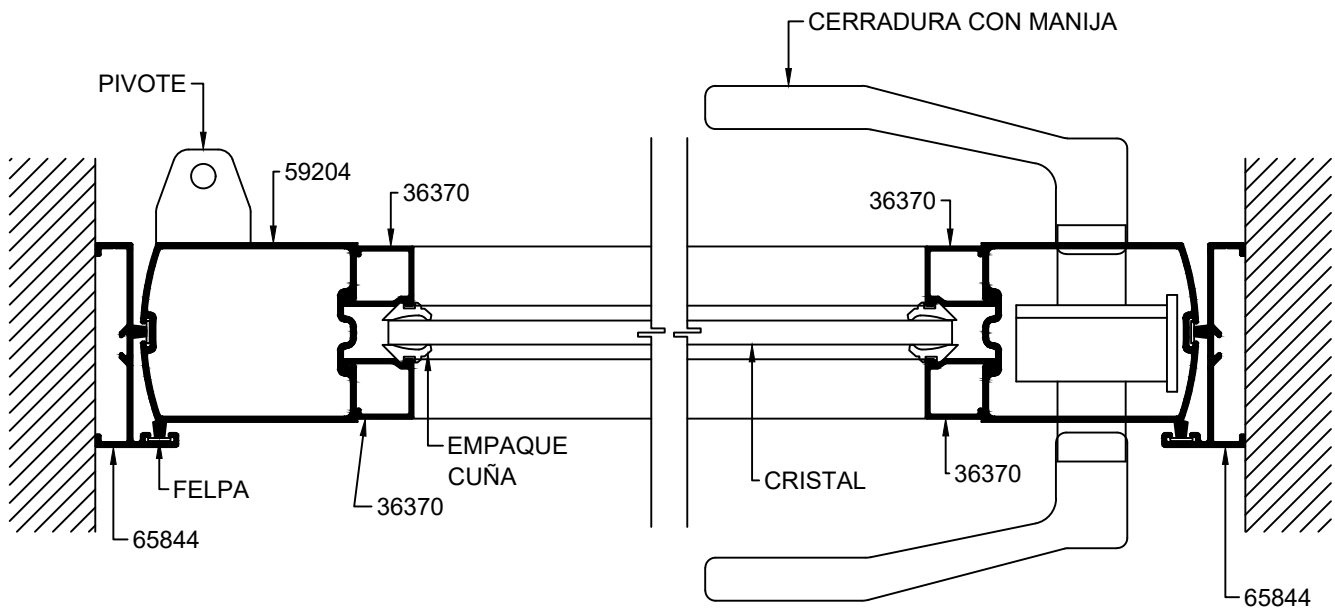 CERRADURA CON MANIJA
PIVOTE
59204
36370
36370
EMPAQUE
CUÑA
CRISTAL
36370
FELPA
36370
65844
65844